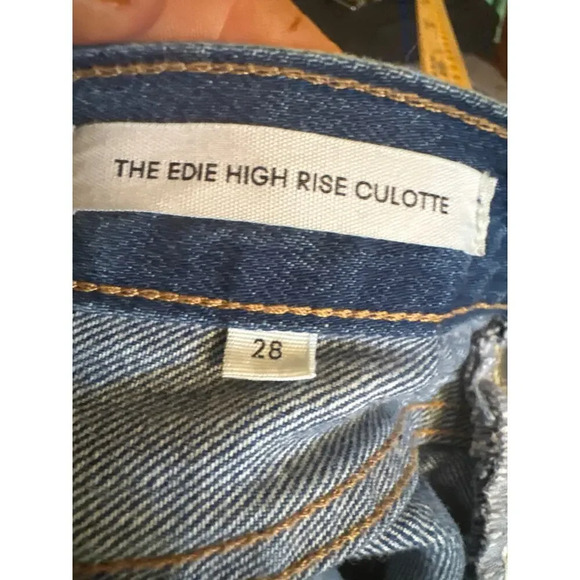 THE EDIE HIGH RISE CULOTTE
28